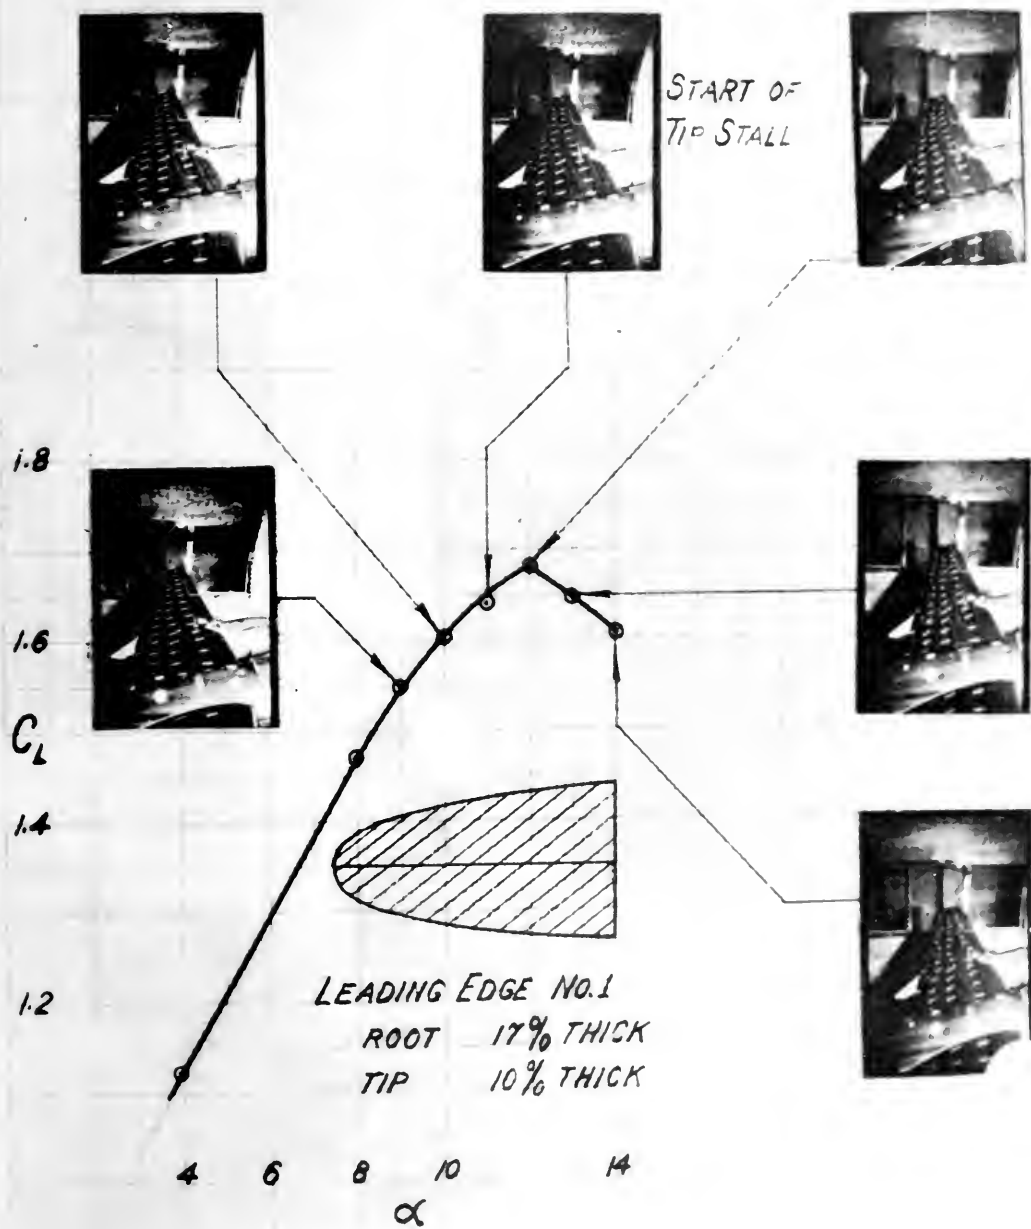 START OF
TIP STALL
1.8
1.6
C_L
1.4
1.2
LEADING EDGE NO.1
ROOT 17% THICK
TIP 10% THICK
4 6 8 10 14
α